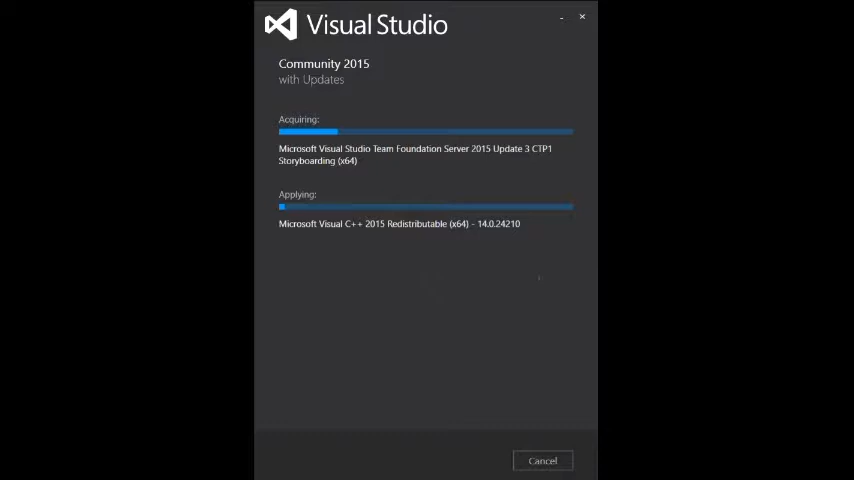 Visual Studio
Community 2015
with Updates
Acquiring:
Microsoft Visual Studio Team Foundation Server 2015 Update 3 CTP1
Storyboarding (x64)
Applying:
Microsoft Visual C++ 2015 Redistributable (x64) - 14.0.24210
Cancel